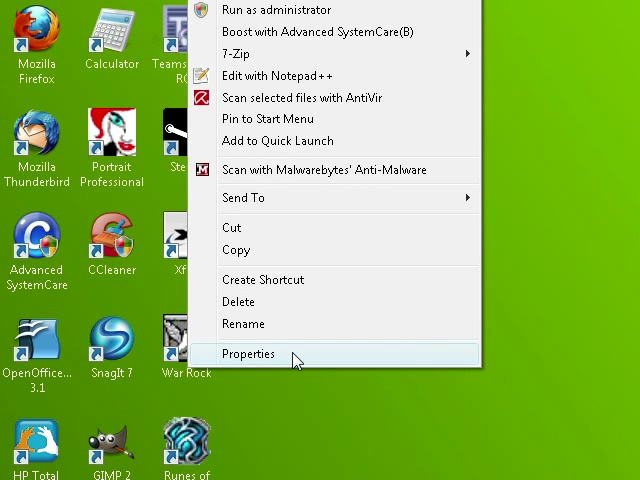 Mozilla
Firefox
Calculator
Teams
RC
Mozilla
Thunderbird
Portrait
Professional
Ste
Advanced
SystemCare
CCleaner
Xf
OpenOffice...
3.1
SnagIt 7
War Rock
HP Total
GIMP 2
Runes of
Run as administrator
Boost with Advanced SystemCare(B)
7-Zip
Edit with Notepad++
Scan selected files with AntiVir
Pin to Start Menu
Add to Quick Launch
Scan with Malwarebytes' Anti-Malware
Send To
Cut
Copy
Create Shortcut
Delete
Rename
Properties